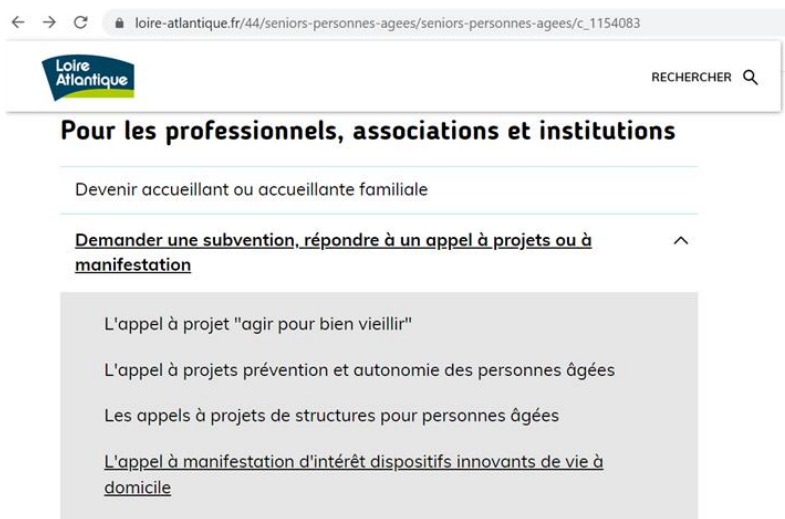 loire-atlantique.fr/44/seniors-personnes-agees/seniors-personnes-agees/c_1154083
Loire
Atlantique
RECHERCHER
Pour les professionnels, associations et institutions
Devenir accueillant ou accueillante familiale
Demander une subvention, répondre à un appel à projets ou à
manifestation
L'appel à projet "agir pour bien vieillir"
L'appel à projets prévention et autonomie des personnes âgées
Les appels à projets de structures pour personnes âgées
L'appel à manifestation d'intérêt dispositifs innovants de vie à
domicile